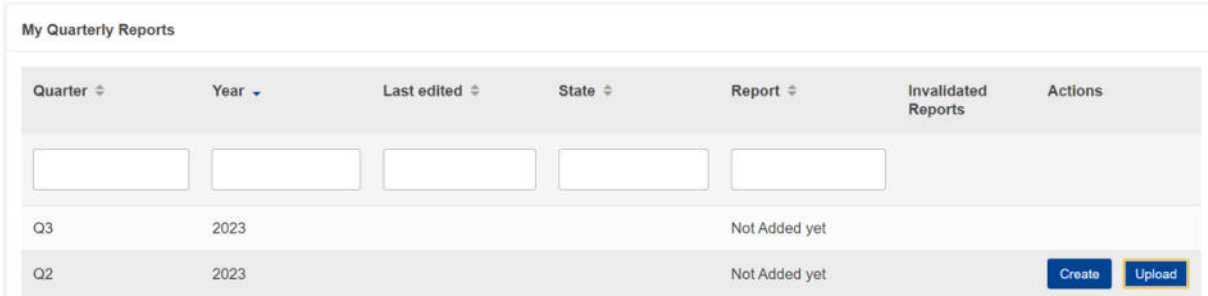 My Quarterly Reports
Quarter Year Last edited State Report Invalidated Reports Actions
Q3 2023 Not Added yet
Q2 2023 Not Added yet Create Upload